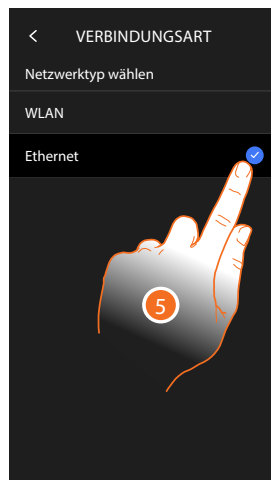 VERBINDUNGSART
Netzwerktyp wählen
WLAN
Ethernet
5